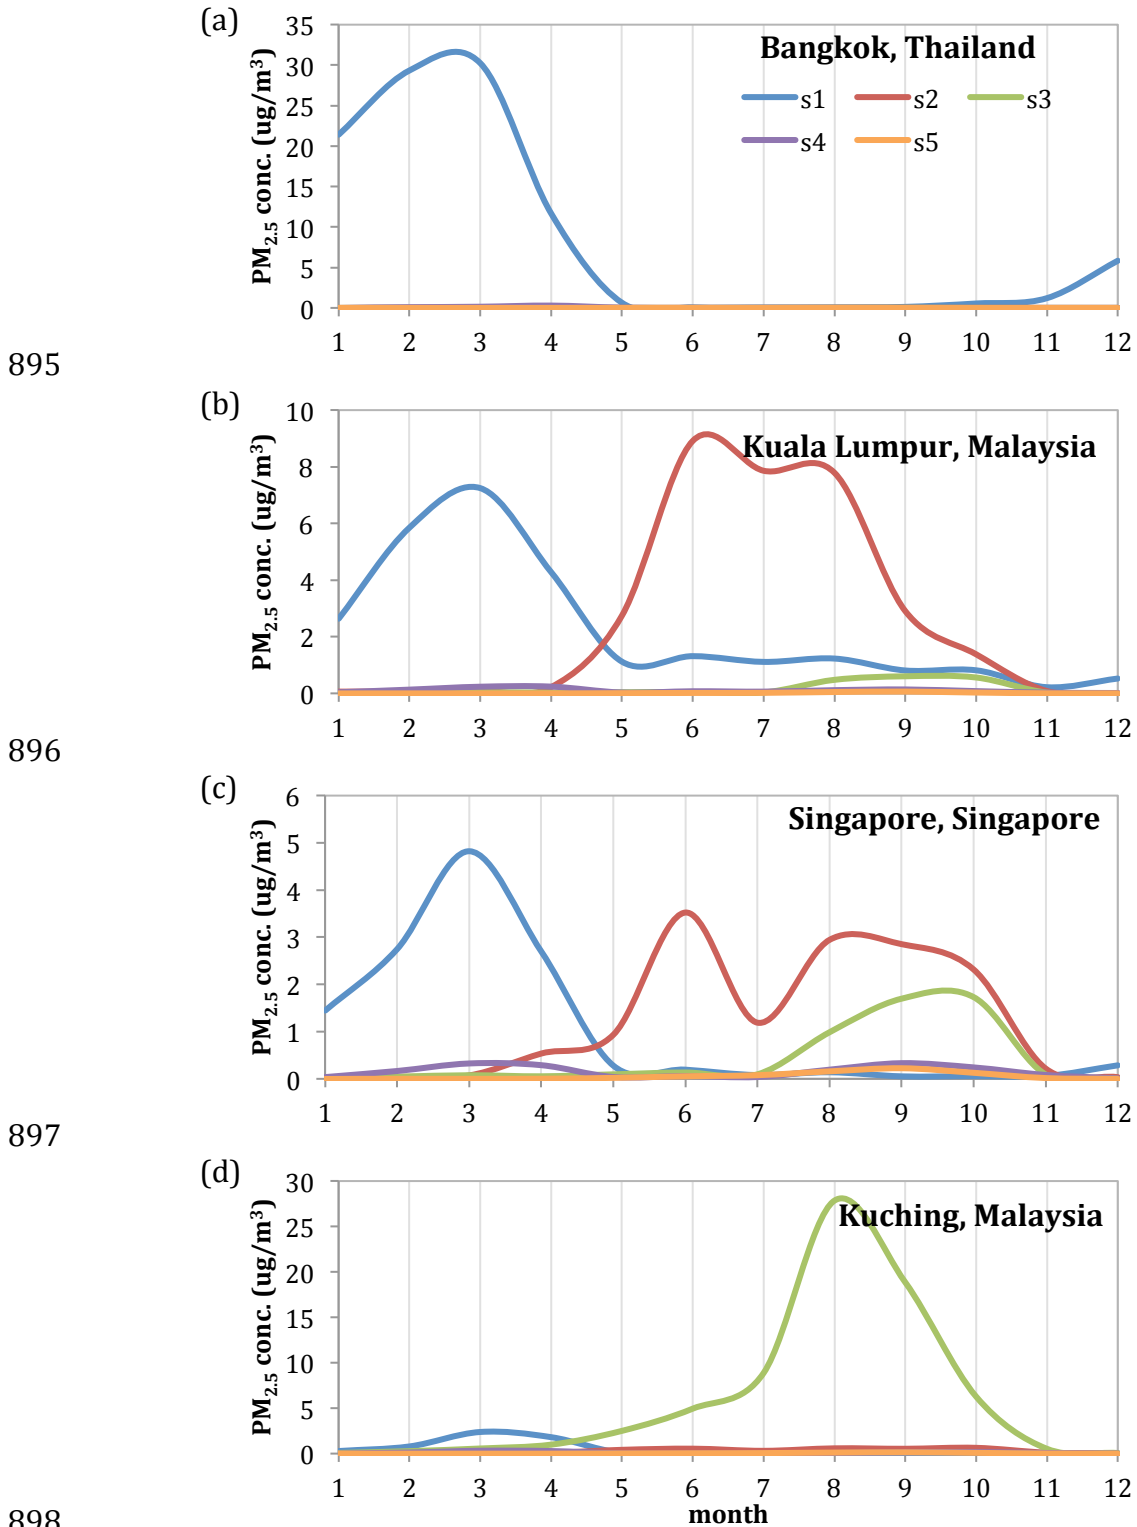 (a)
PM2.5 conc. (ug/m³)
35
30
25
20
15
10
5
0
Bangkok, Thailand
s1 s2 s3
s4 s5
1 2 3 4 5 6 7 8 9 10 11 12
895
(b)
PM2.5 conc. (ug/m³)
10
8
6
4
2
0
Kuala Lumpur, Malaysia
1 2 3 4 5 6 7 8 9 10 11 12
896
(c)
PM2.5 conc. (ug/m³)
6
5
4
3
2
1
0
Singapore, Singapore
1 2 3 4 5 6 7 8 9 10 11 12
897
(d)
PM2.5 conc. (ug/m³)
30
25
20
15
10
5
0
Kuching, Malaysia
1 2 3 4 5 6 7 8 9 10 11 12
month
898